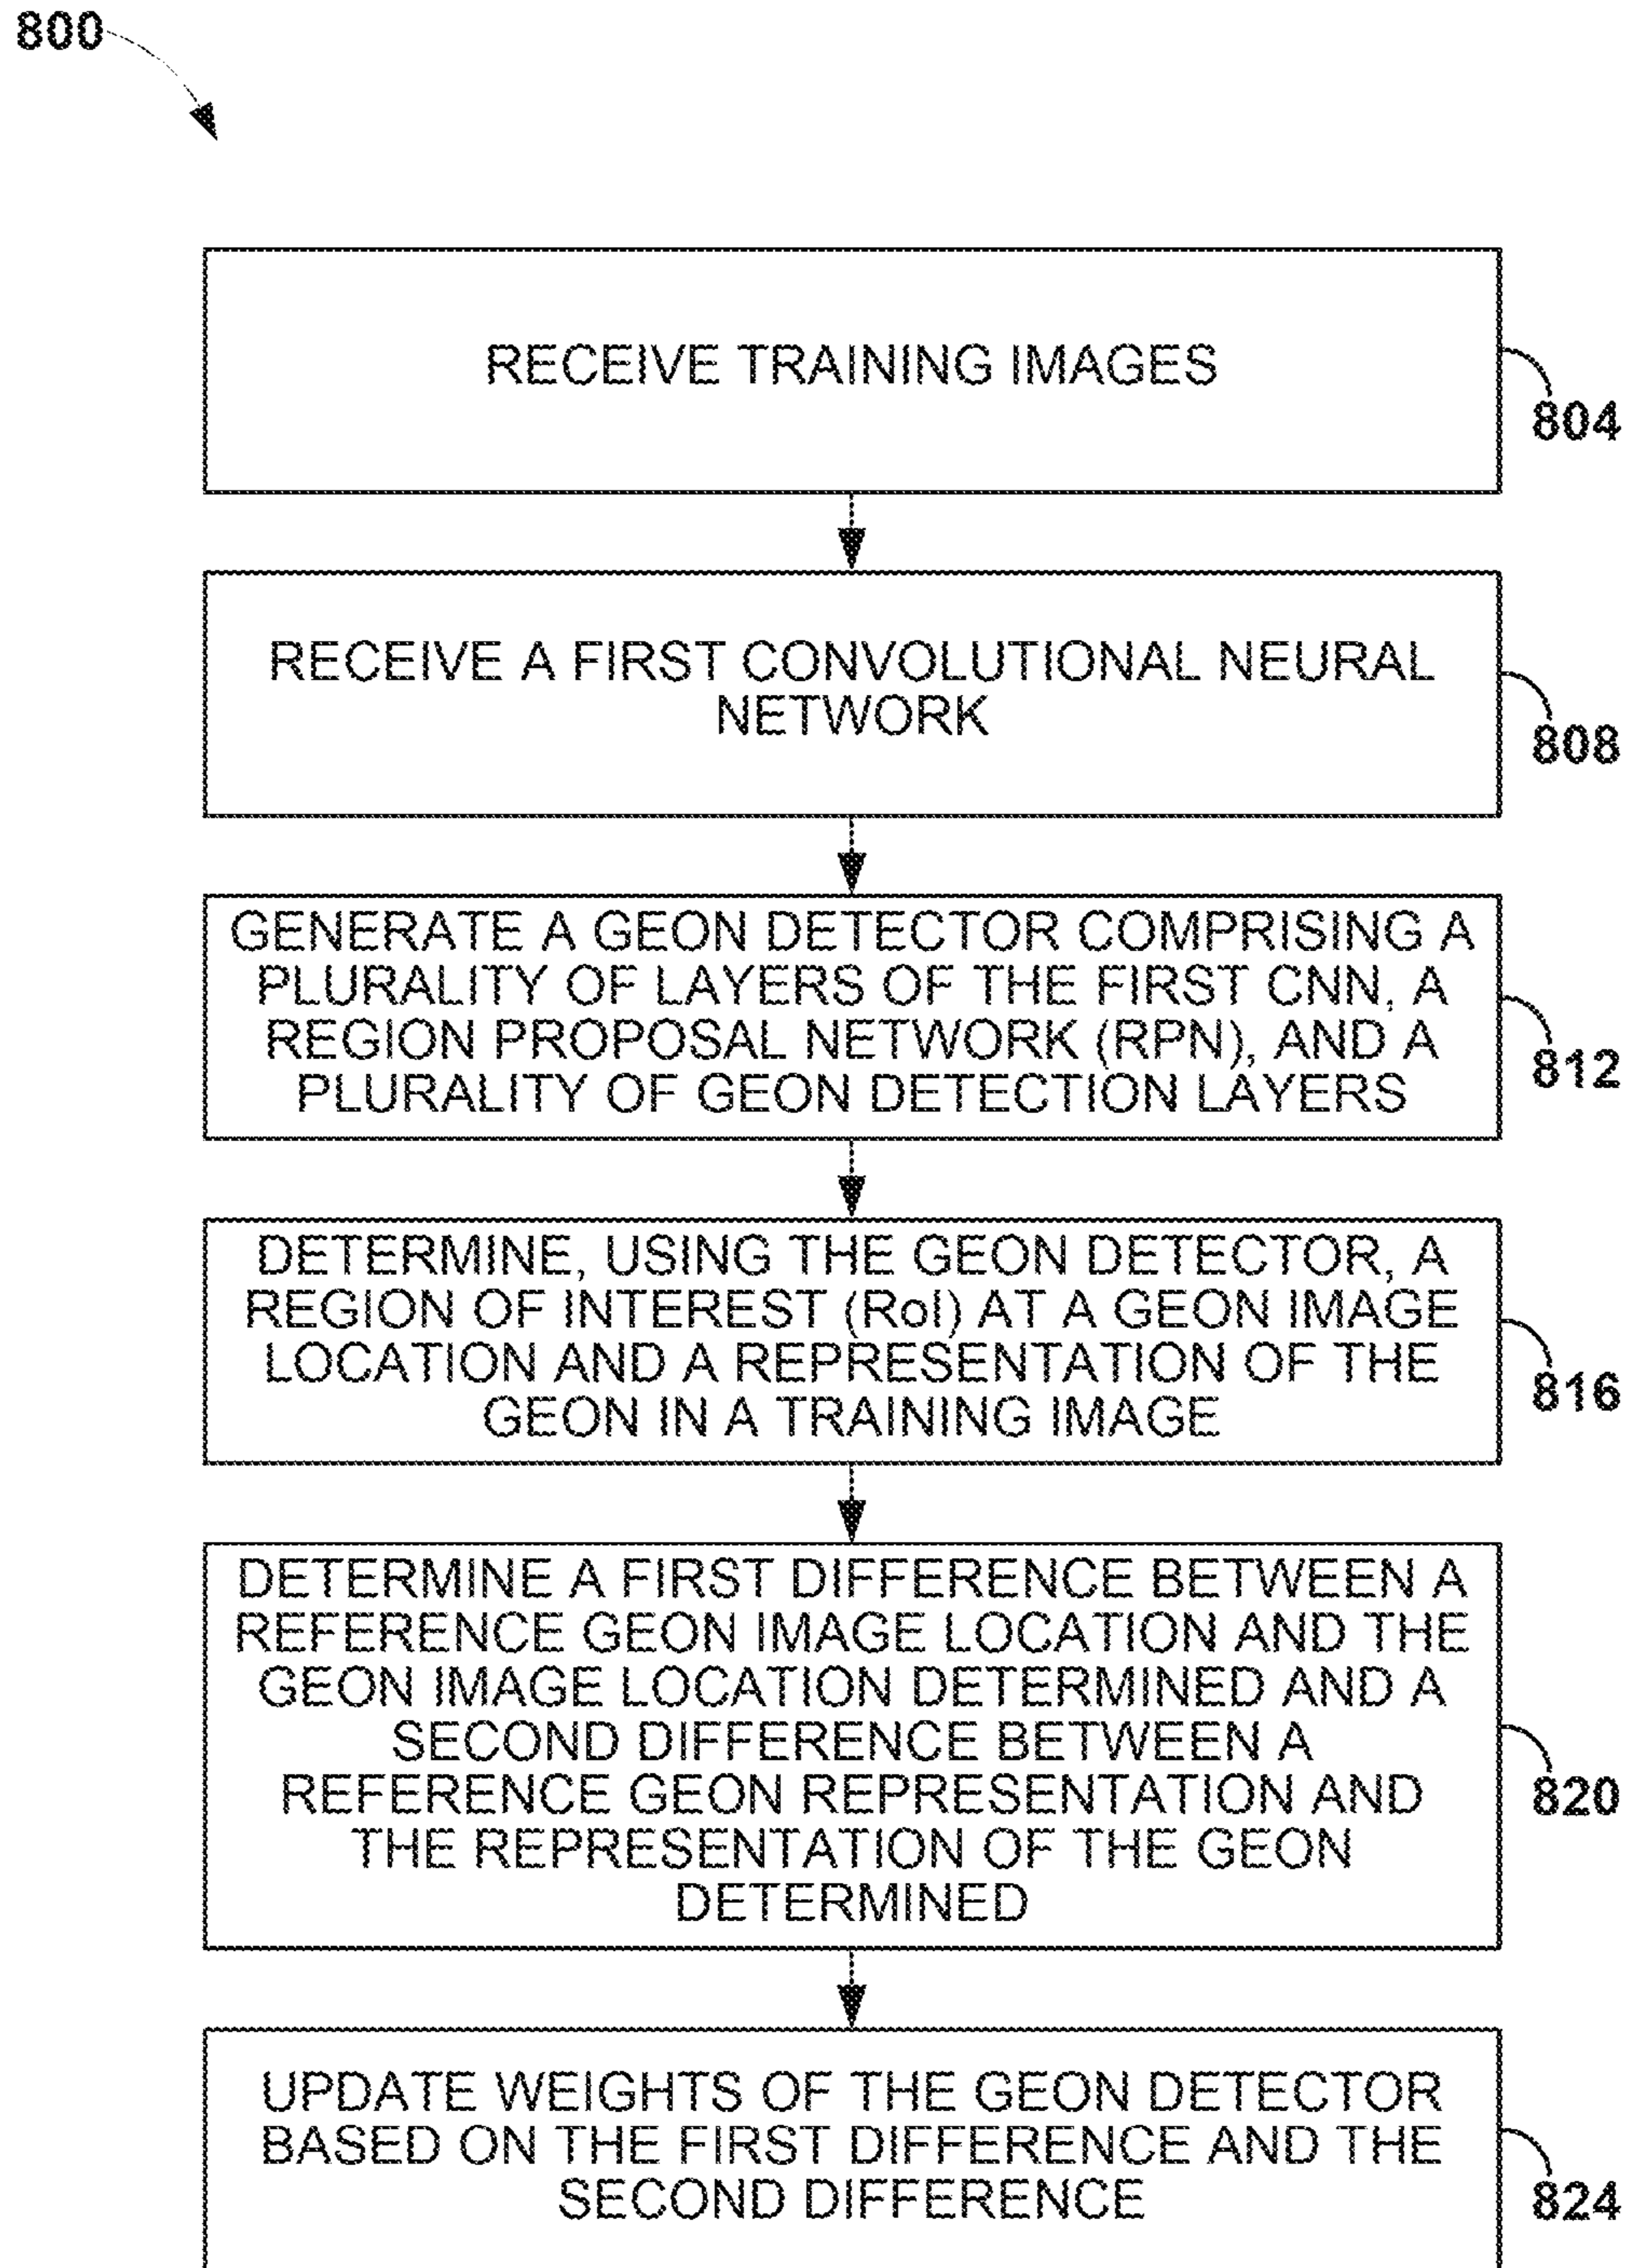 800
RECEIVE TRAINING IMAGES
804
RECEIVE A FIRST CONVOLUTIONAL NEURAL
NETWORK
808
GENERATE A GEON DETECTOR COMPRISING A
PLURALITY OF LAYERS OF THE FIRST CNN, A
REGION PROPOSAL NETWORK (RPN), AND A
PLURALITY OF GEON DETECTION LAYERS
812
DETERMINE, USING THE GEON DETECTOR, A
REGION OF INTEREST (RoI) AT A GEON IMAGE
LOCATION AND A REPRESENTATION OF THE
GEON IN A TRAINING IMAGE
816
DETERMINE A FIRST DIFFERENCE BETWEEN A
REFERENCE GEON IMAGE LOCATION AND THE
GEON IMAGE LOCATION DETERMINED AND A
SECOND DIFFERENCE BETWEEN A
REFERENCE GEON REPRESENTATION AND
THE REPRESENTATION OF THE GEON
DETERMINED
820
UPDATE WEIGHTS OF THE GEON DETECTOR
BASED ON THE FIRST DIFFERENCE AND THE
SECOND DIFFERENCE
824